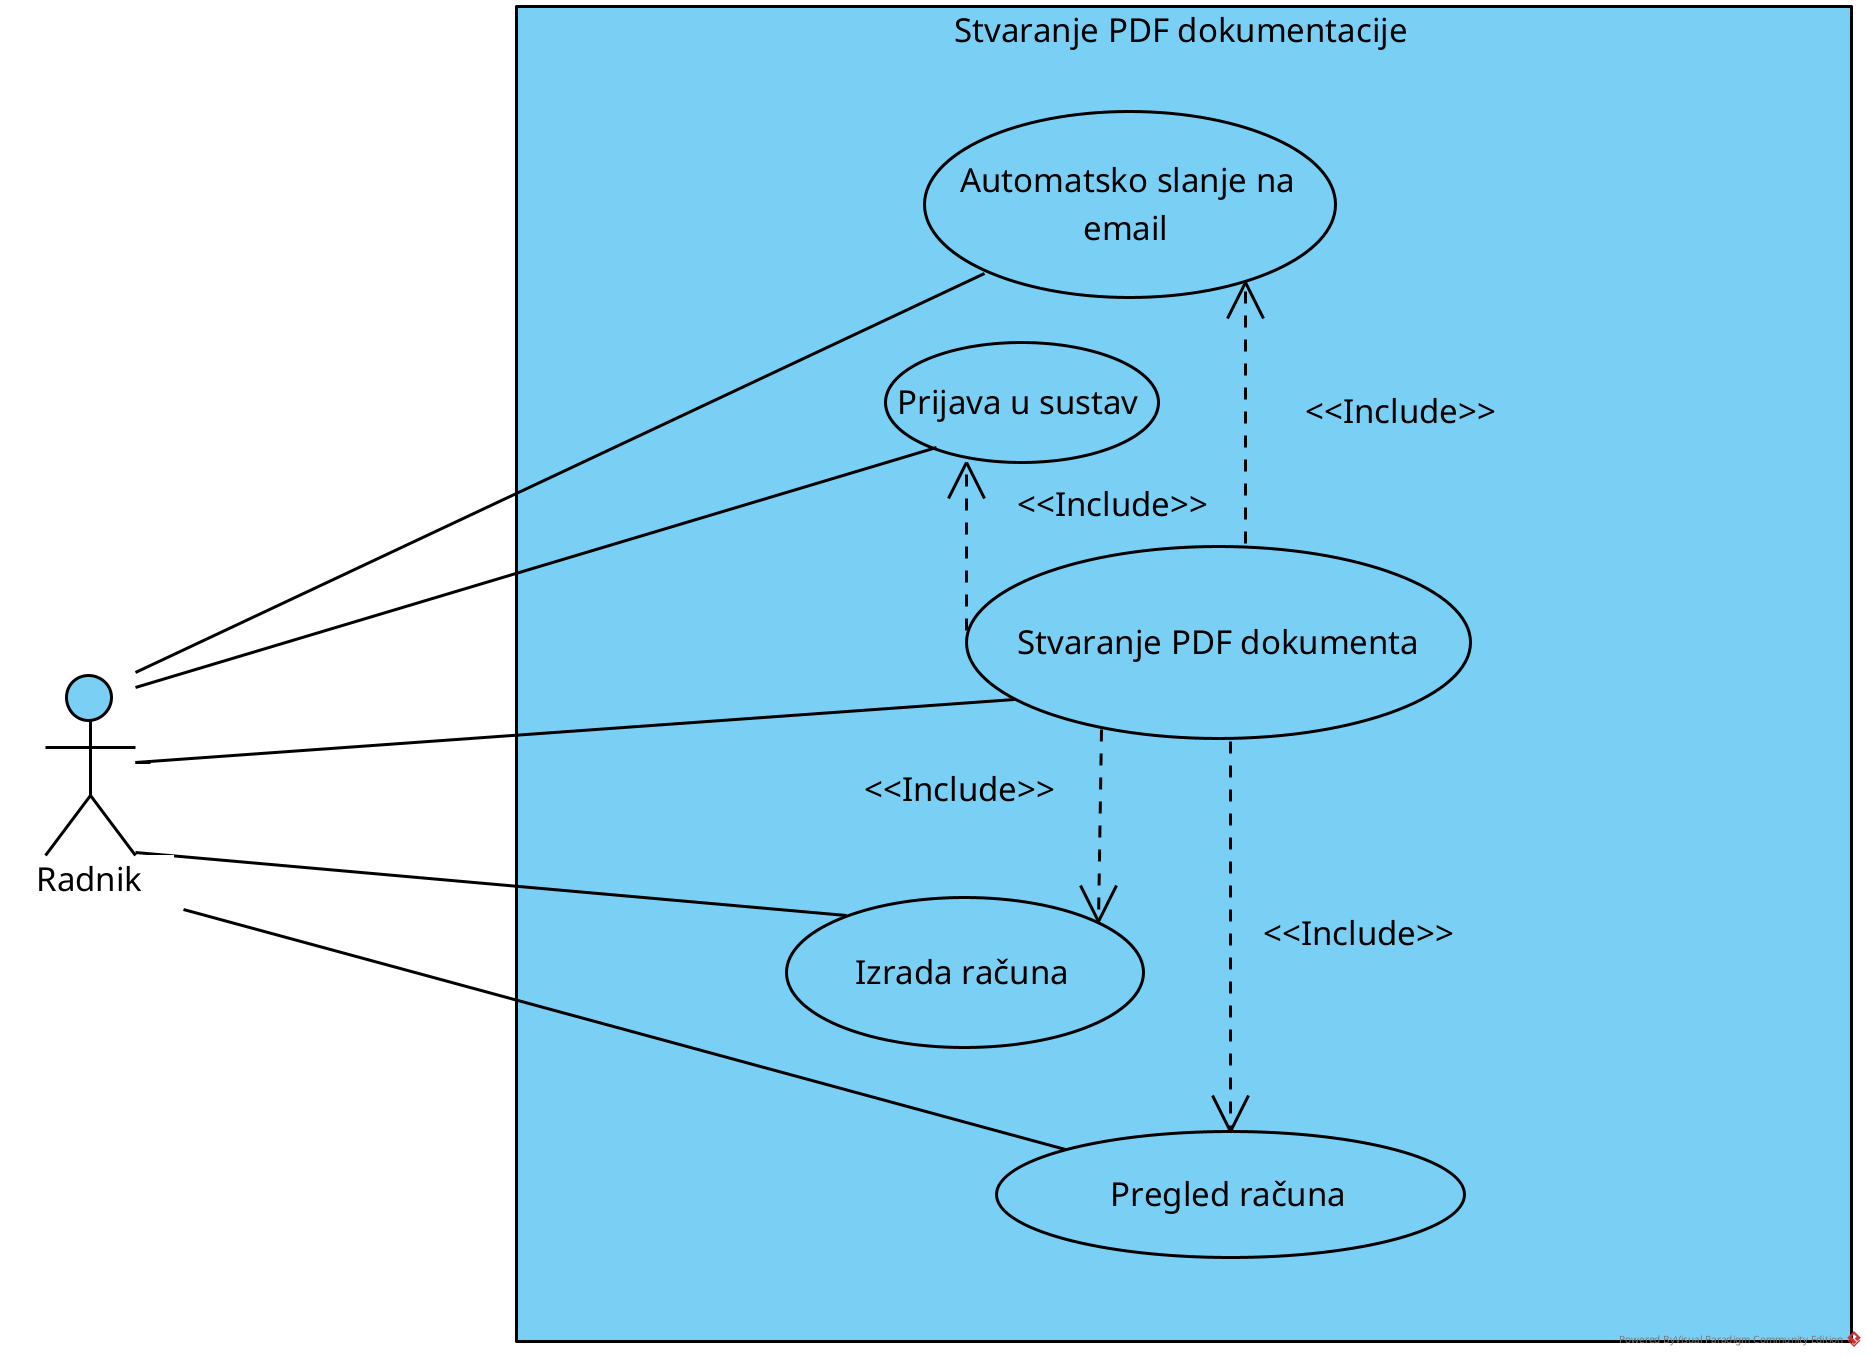 Stvaranje PDF dokumentacije
Automatsko slanje na
email
Prijava u sustav
<<Include>>
<<Include>>
Stvaranje PDF dokumenta
<<Include>>
Radnik
<<Include>>
Izrada računa
Pregled računa
Powered By Visual Paradigm Community Edition